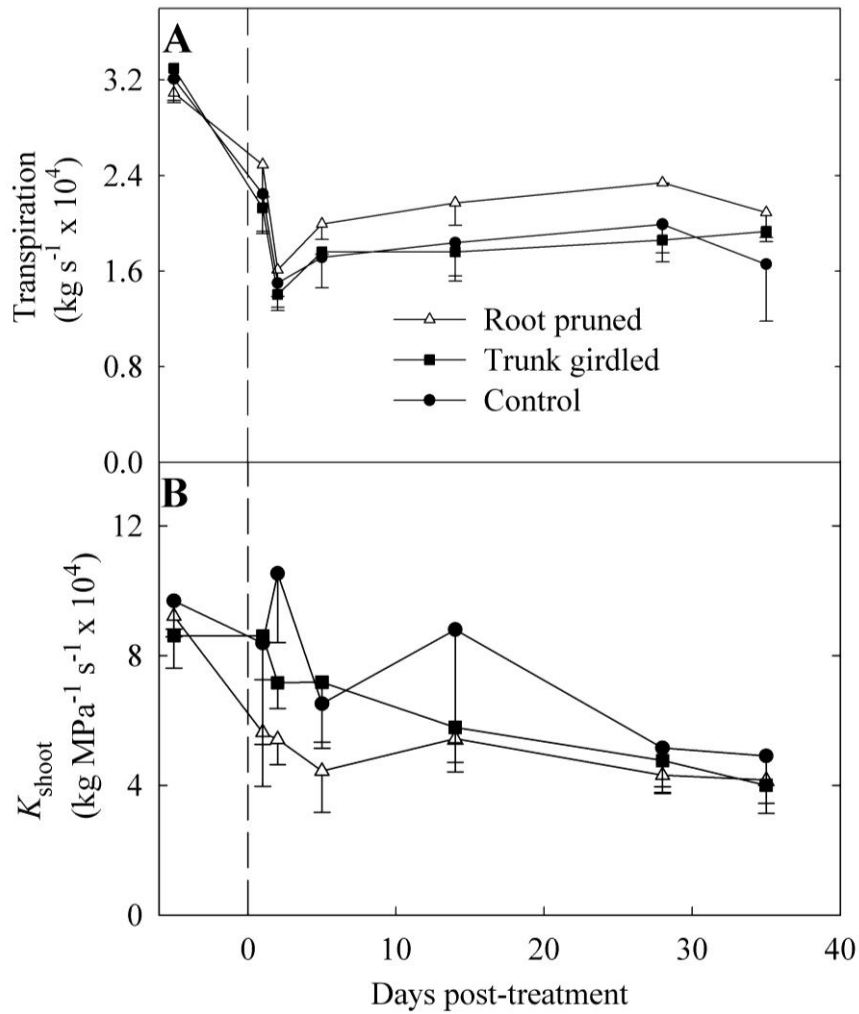 A
3.2
2.4
1.6
0.8
0.0
Transpiration
(kg s⁻¹ x 10⁴)
Root pruned
Trunk girdled
Control
B
12
8
4
0
K_shoot
(kg MPa⁻¹ s⁻¹ x 10⁴)
0 10 20 30 40
Days post-treatment